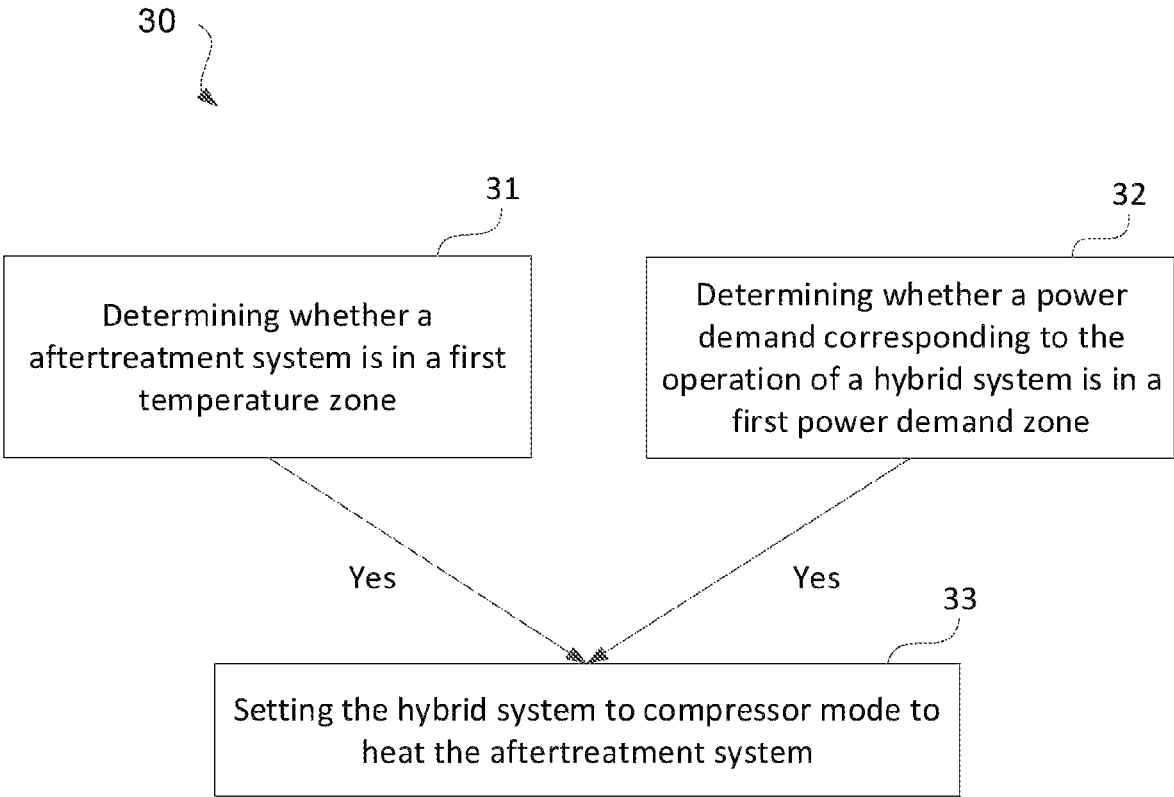 30
31
Determining whether a
aftertreatment system is in a first
temperature zone
32
Determining whether a power
demand corresponding to the
operation of a hybrid system is in a
first power demand zone
Yes
Yes
33
Setting the hybrid system to compressor mode to
heat the aftertreatment system